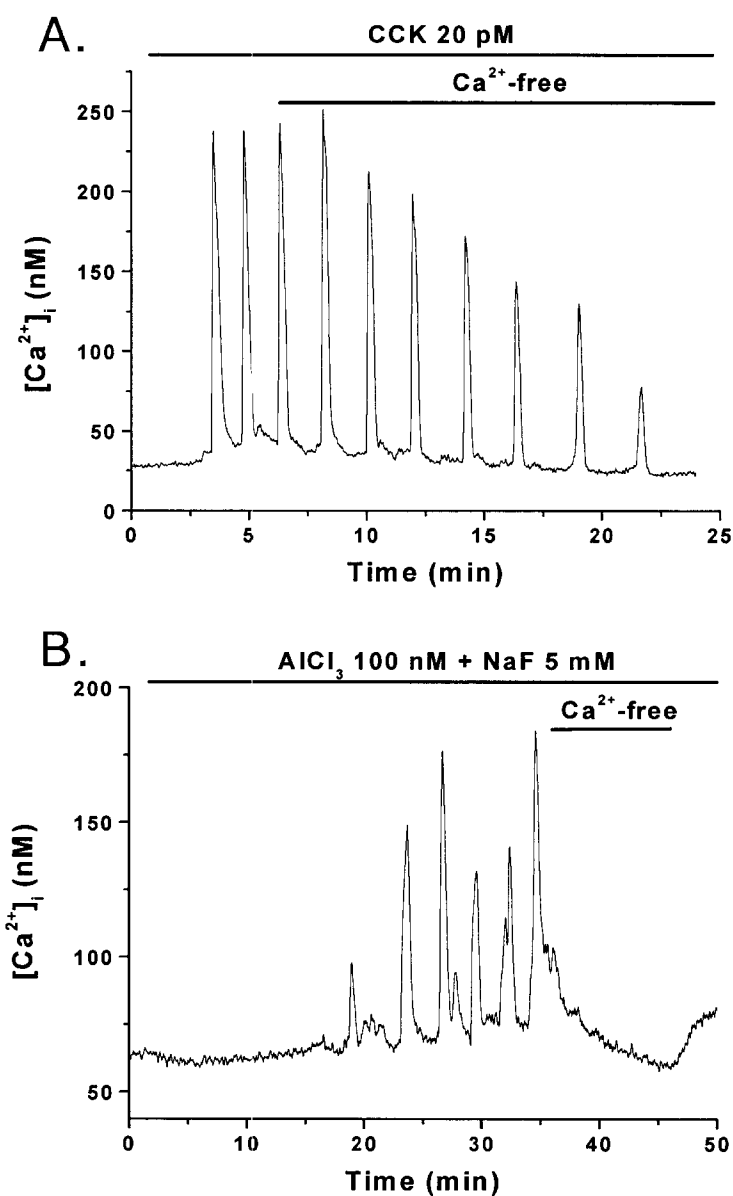 A.
CCK 20 pM
Ca²⁺-free
250
200
150
100
50
0
[Ca²⁺]ᵢ (nM)
0 5 10 15 20 25
Time (min)
B.
AlCl₃ 100 nM + NaF 5 mM
Ca²⁺-free
200
150
100
50
[Ca²⁺]ᵢ (nM)
0 10 20 30 40 50
Time (min)